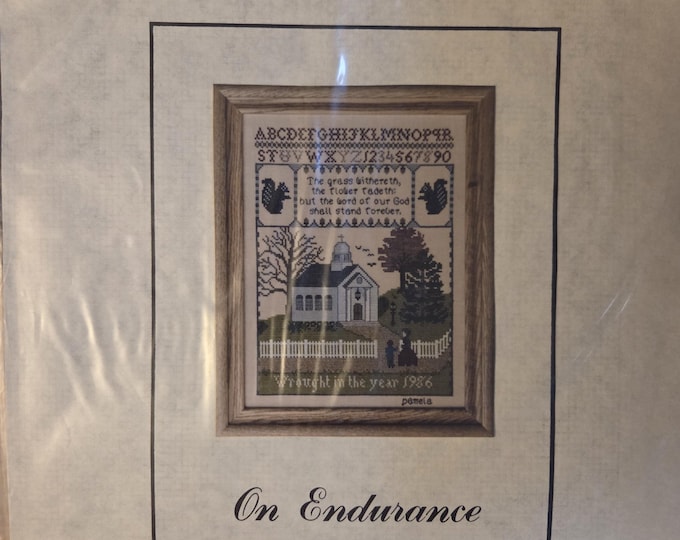 ABCDEFGHIJKLMNOPQR
STUVWXYZ1234567890
The grass withereth,
the flower fadeth:
but the word of our God
shall stand forever.
Wrought in the year 1986
pamela
On Endurance